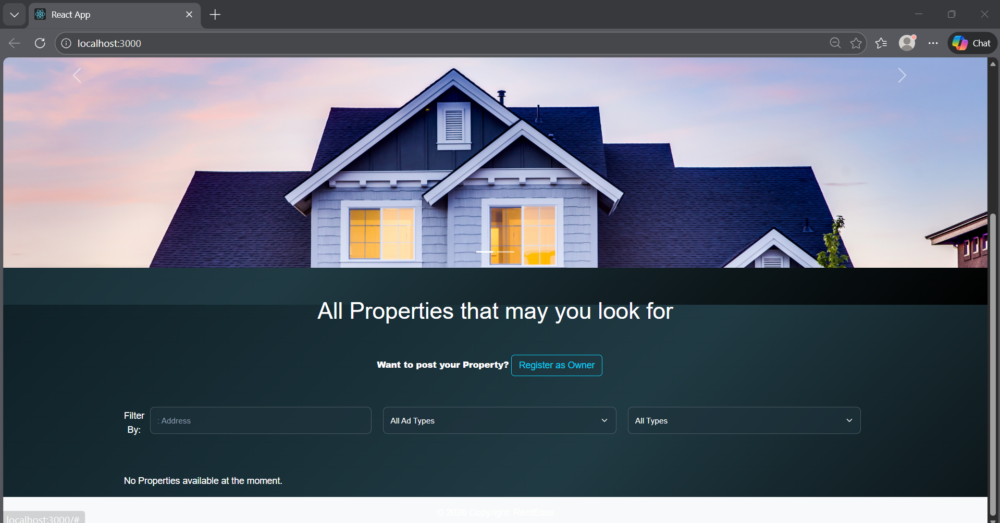 React App
localhost:3000
Chat
All Properties that may you look for
Want to post your Property? Register as Owner
Filter By:
: Address
All Ad Types
All Types
No Properties available at the moment.
© 2026 Copyright: RentEase
localhost:3000/#